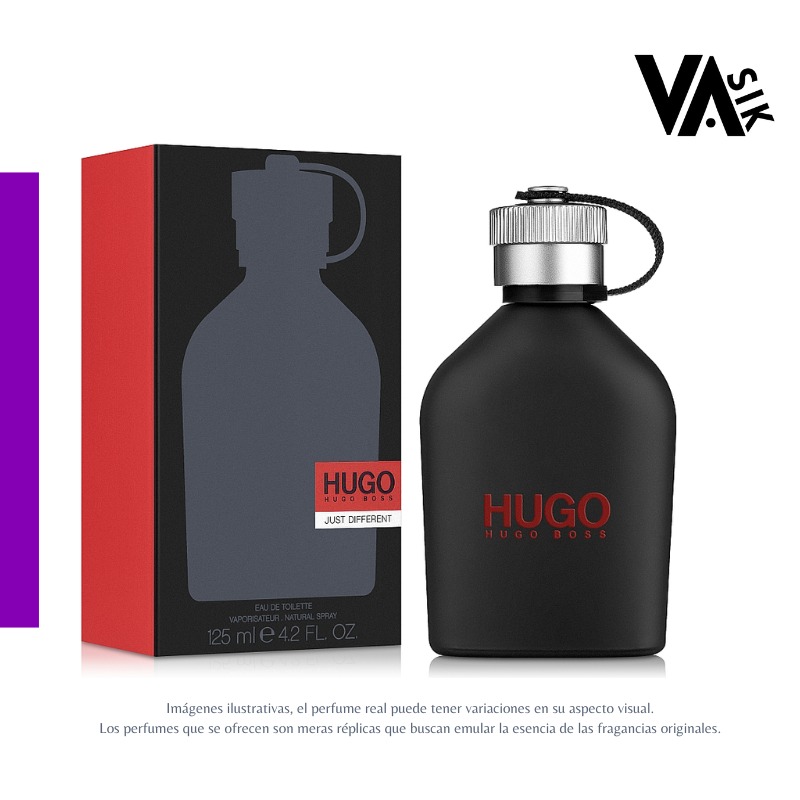 VASIK
HUGO
HUGO BOSS
JUST DIFFERENT
EAU DE TOILETTE
VAPORISATEUR . NATURAL SPRAY
125 ml e 4.2 FL. OZ.
HUGO
HUGO BOSS
Imágenes ilustrativas, el perfume real puede tener variaciones en su aspecto visual.
Los perfumes que se ofrecen son meras réplicas que buscan emular la esencia de las fragancias originales.